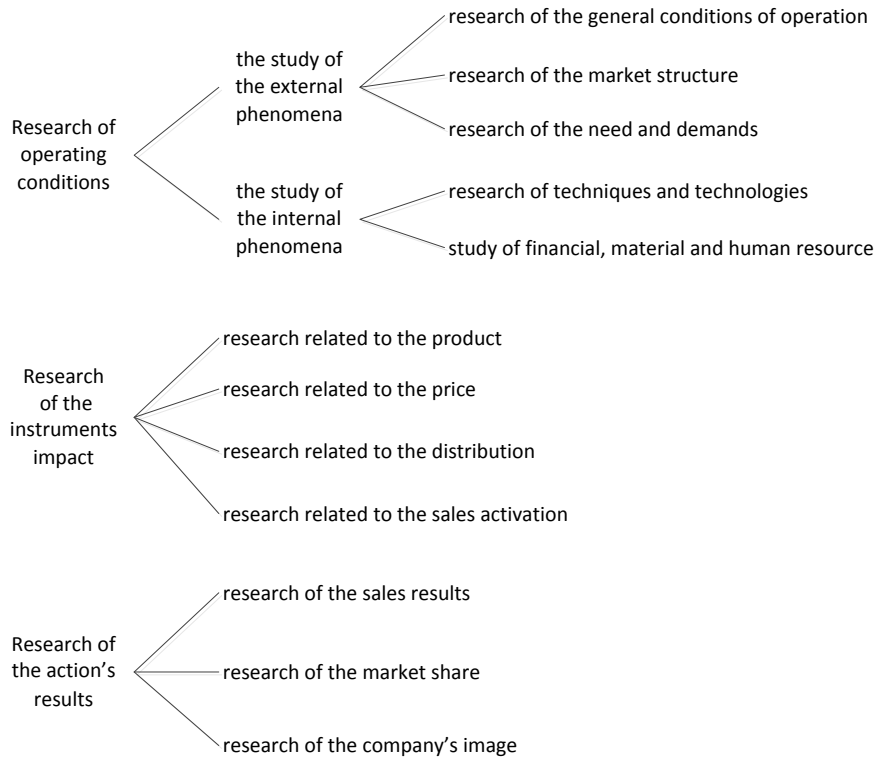 Research of
operating
conditions
the study of
the external
phenomena
research of the general conditions of operation
research of the market structure
research of the need and demands
the study of
the internal
phenomena
research of techniques and technologies
study of financial, material and human resource
Research
of the
instruments
impact
research related to the product
research related to the price
research related to the distribution
research related to the sales activation
Research of
the action’s
results
research of the sales results
research of the market share
research of the company’s image